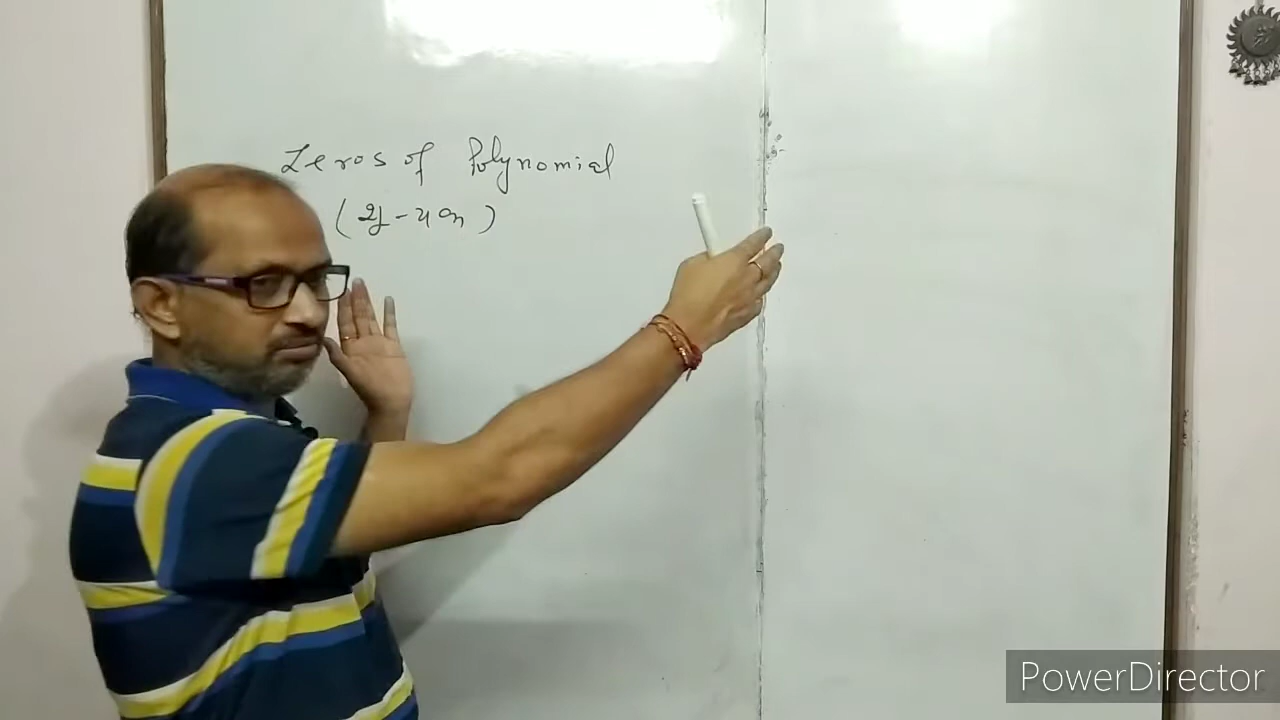 Zeros of Polynomial
(शू-यक)
PowerDirector